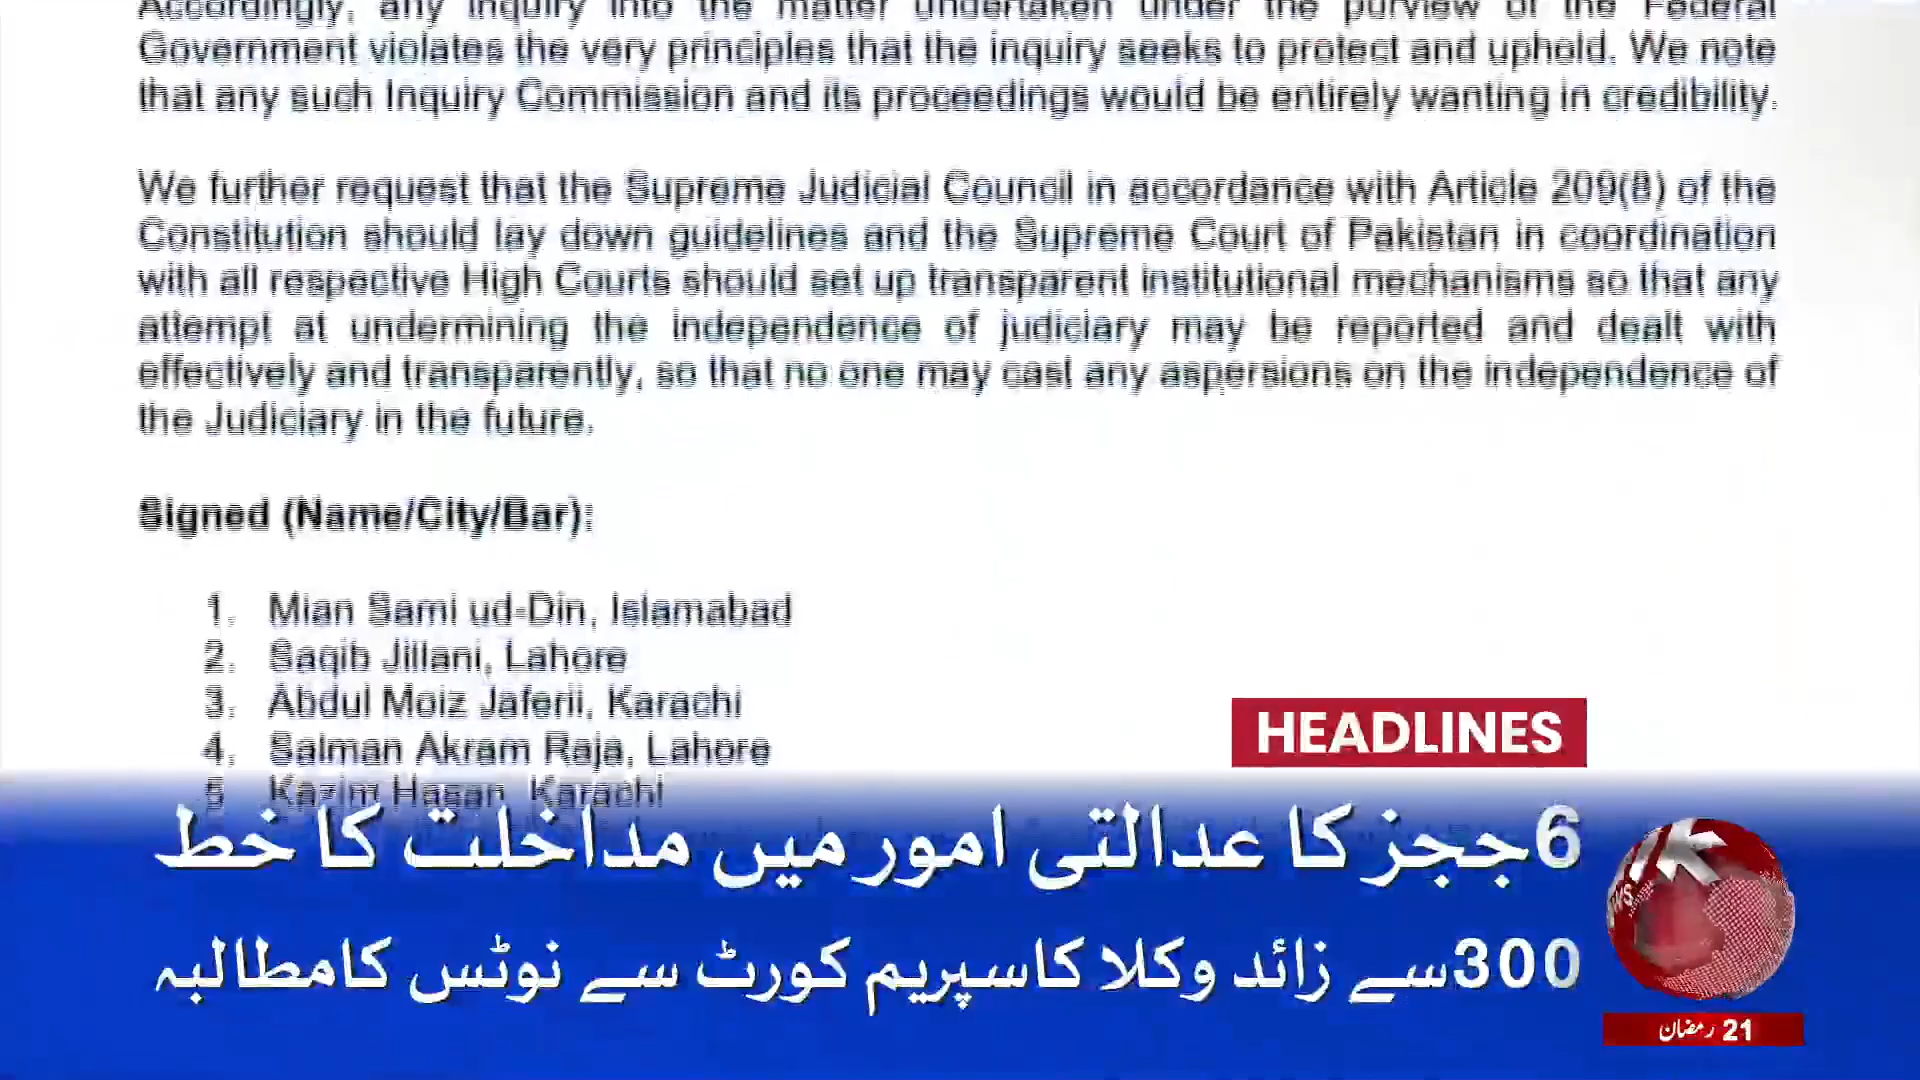 Accordingly, any inquiry into the matter undertaken under the purview of the Federal
Government violates the very principles that the inquiry seeks to protect and uphold. We note
that any such Inquiry Commission and its proceedings would be entirely wanting in credibility.
We further request that the Supreme Judicial Council in accordance with Article 209(8) of the
Constitution should lay down guidelines and the Supreme Court of Pakistan in coordination
with all respective High Courts should set up transparent institutional mechanisms so that any
attempt at undermining the independence of judiciary may be reported and dealt with
effectively and transparently, so that no one may cast any aspersions on the independence of
the Judiciary in the future.
Signed (Name/City/Bar):
1. Mian Sami ud-Din, Islamabad
2. Saqib Jillani, Lahore
3. Abdul Moiz Jaferii, Karachi
4. Salman Akram Raja, Lahore
5. Kazim Hasan, Karachi
HEADLINES
6ججز کا عدالتی امور میں مداخلت کا خط
300سے زائد وکلا کاسپریم کورٹ سے نوٹس کامطالبہ
21 رمضان